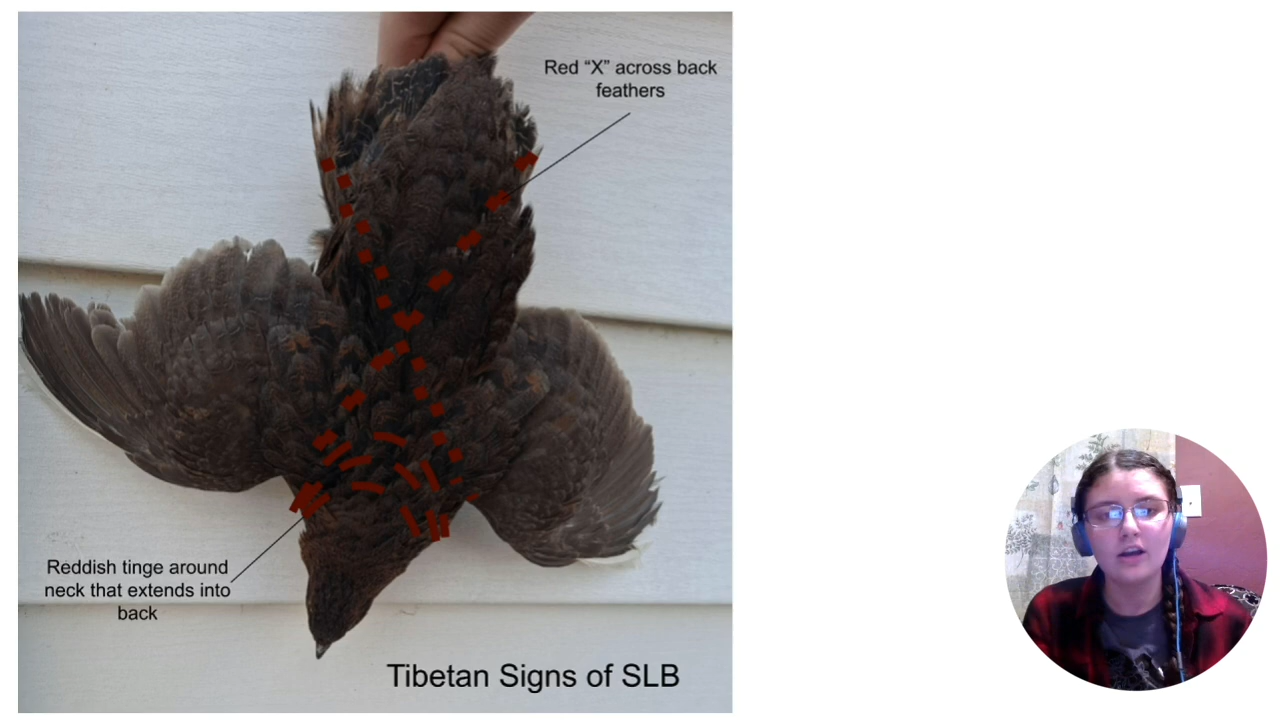 Red “X” across back
feathers
Reddish tinge around
neck that extends into
back
Tibetan Signs of SLB